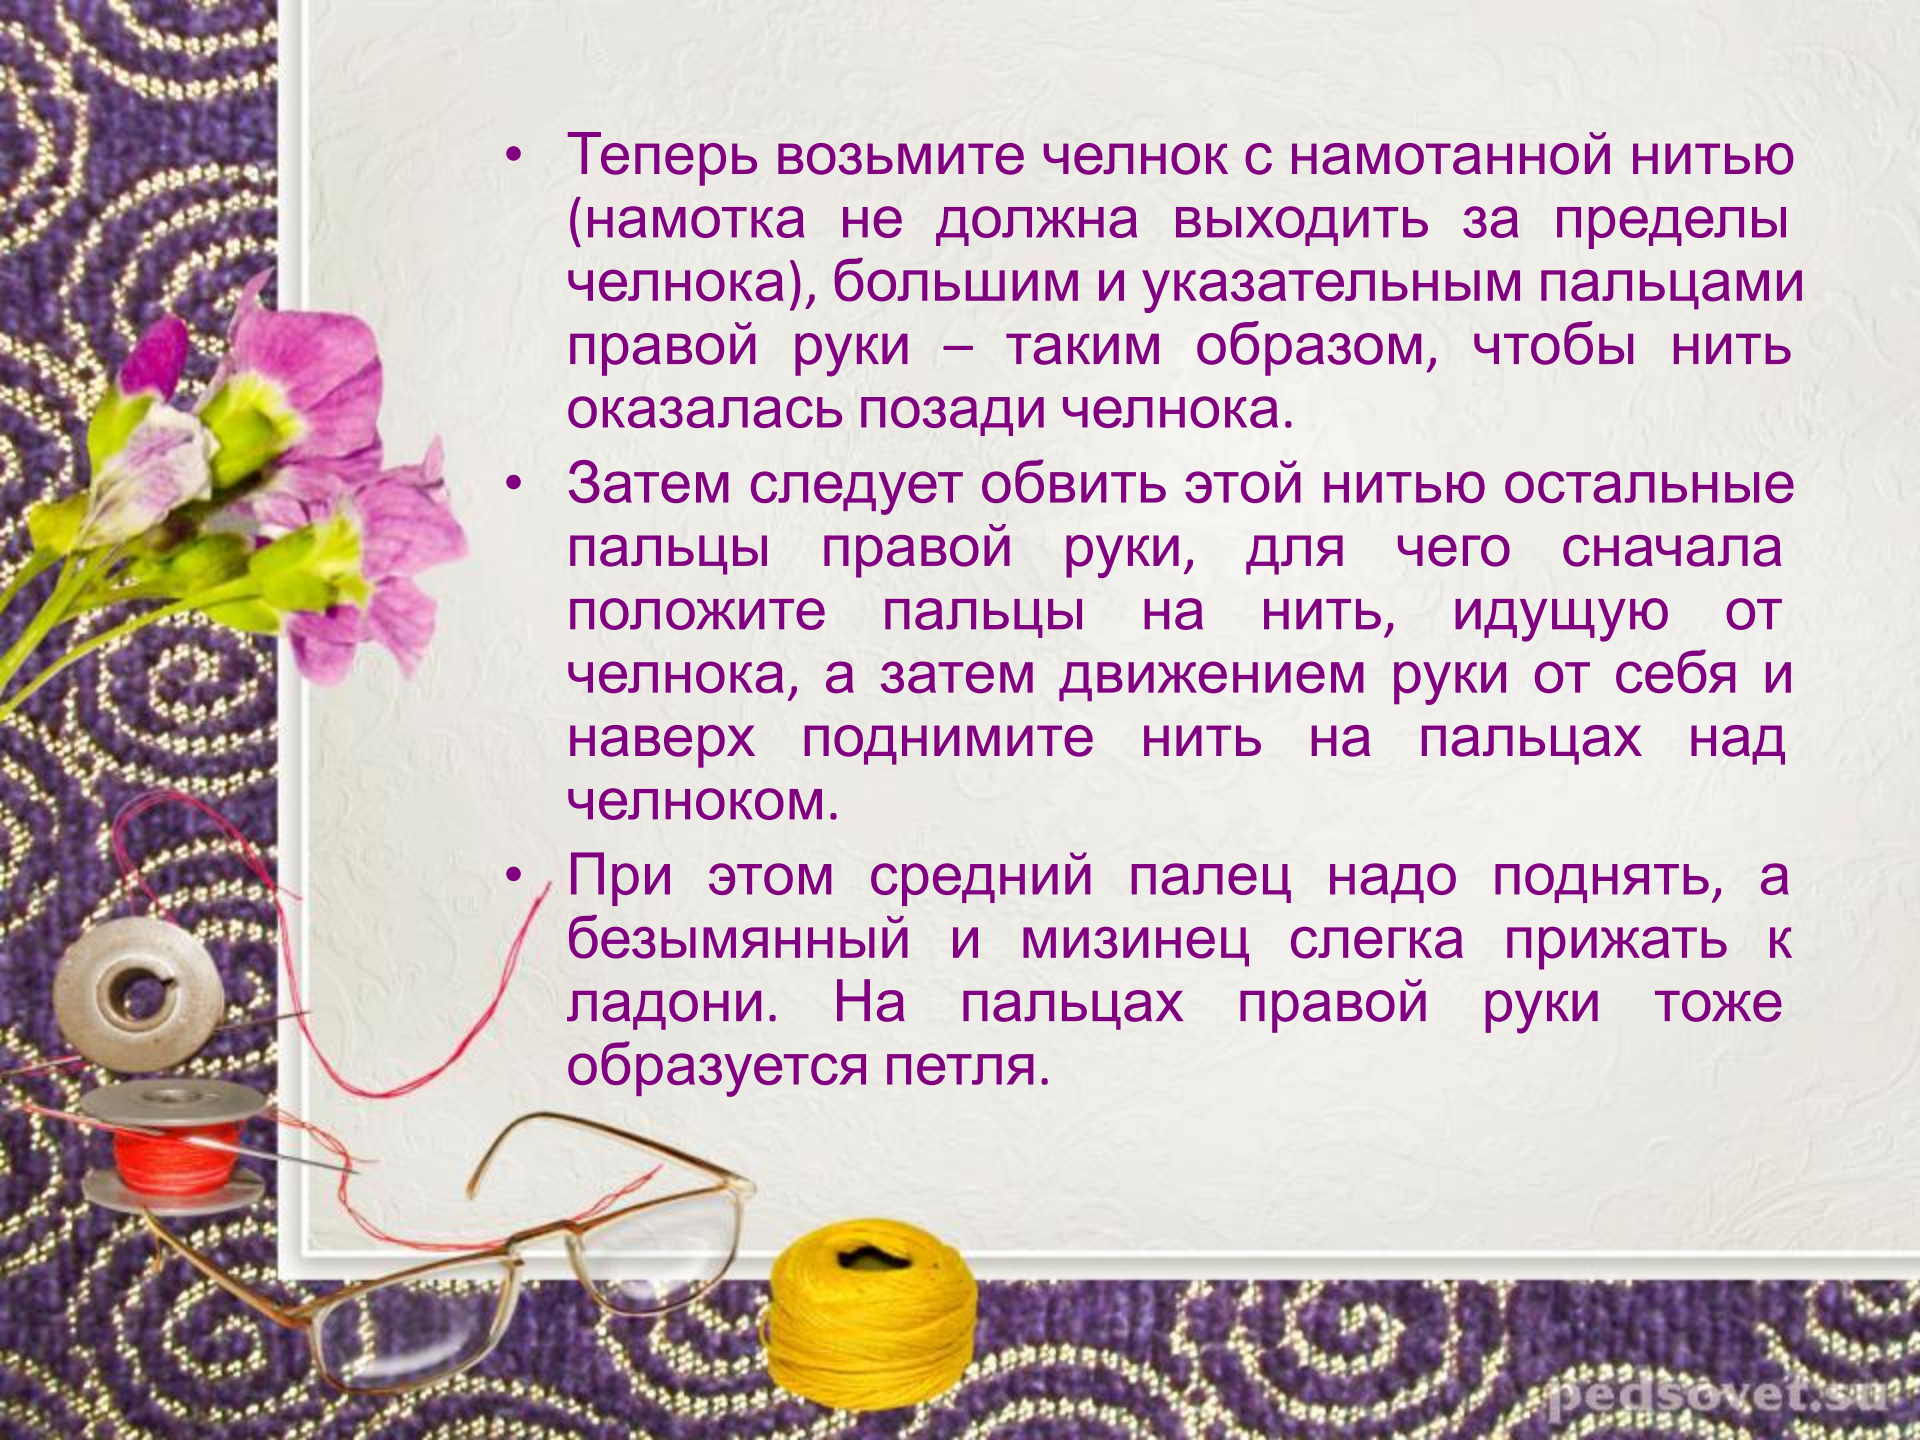 • Теперь возьмите челнок с намотанной нитью
(намотка не должна выходить за пределы
челнока), большим и указательным пальцами
правой руки – таким образом, чтобы нить
оказалась позади челнока.
• Затем следует обвить этой нитью остальные
пальцы правой руки, для чего сначала
положите пальцы на нить, идущую от
челнока, а затем движением руки от себя и
наверх поднимите нить на пальцах над
челноком.
• При этом средний палец надо поднять, а
безымянный и мизинец слегка прижать к
ладони. На пальцах правой руки тоже
образуется петля.
pedsovet.su